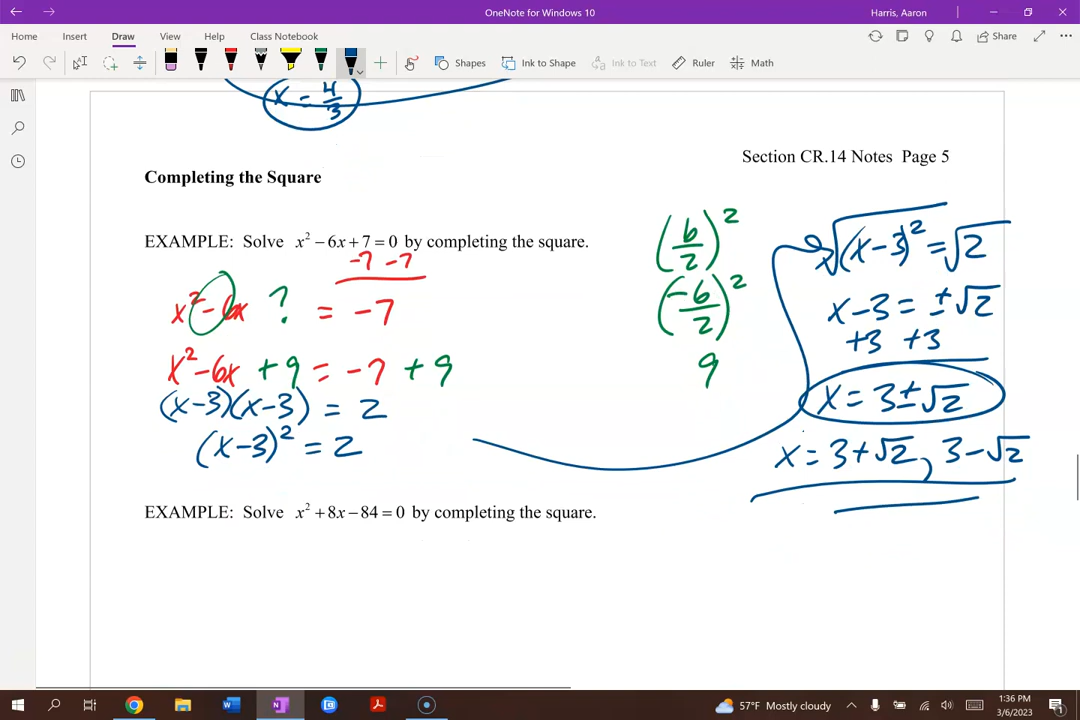 OneNote for Windows 10
Harris, Aaron
Home Insert Draw View Help Class Notebook
Share
Shapes Ink to Shape Ink to Text Ruler Math
x = 4/3
Section CR.14 Notes Page 5
Completing the Square
EXAMPLE: Solve x² − 6x + 7 = 0 by completing the square.
-7 -7
x² - 6x ? = -7
x² - 6x + 9 = -7 + 9
(x-3)(x-3) = 2
(x-3)² = 2
(6/2)²
(-6/2)²
9
√(x-3)² = √2
x-3 = ±√2
+3 +3
x = 3±√2
x = 3+√2, 3-√2
EXAMPLE: Solve x² + 8x − 84 = 0 by completing the square.
57°F Mostly cloudy
1:36 PM
3/6/2023